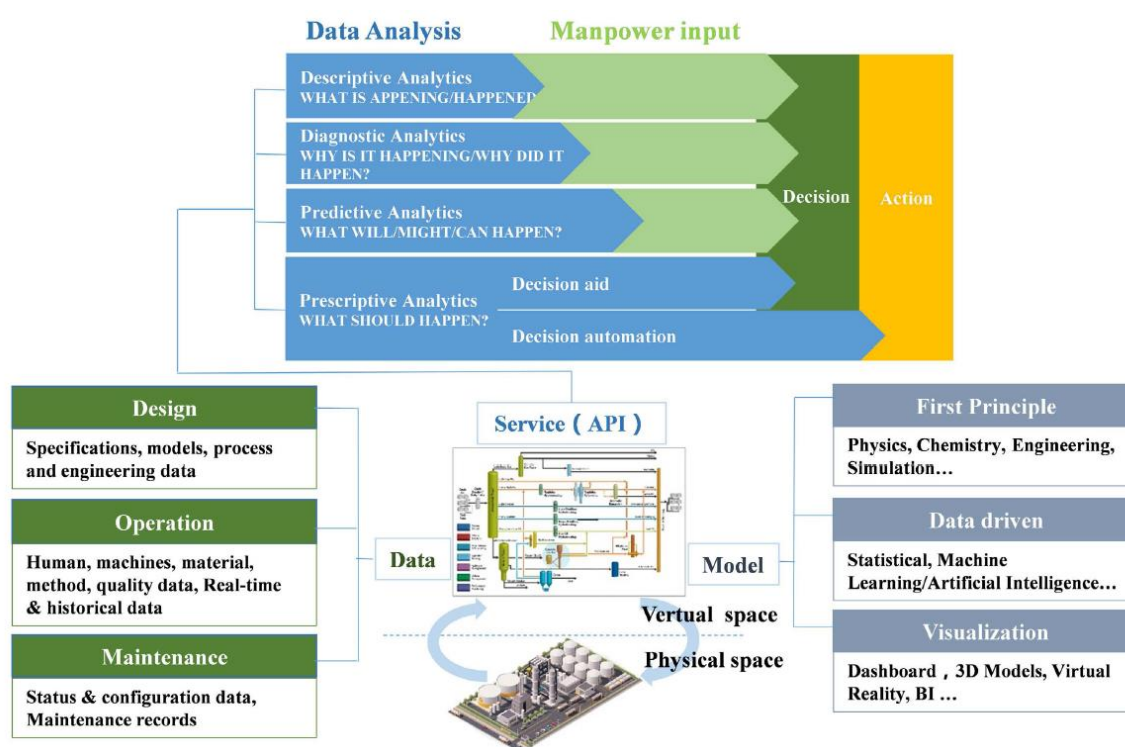 Data Analysis
Manpower input
Descriptive Analytics
WHAT IS APPENING/HAPPENED
Diagnostic Analytics
WHY IS IT HAPPENING/WHY DID IT
HAPPEN?
Predictive Analytics
WHAT WILL/MIGHT/CAN HAPPEN?
Prescriptive Analytics
WHAT SHOULD HAPPEN?
Decision aid
Decision automation
Decision
Action
Design
Specifications, models, process
and engineering data
Operation
Human, machines, material,
method, quality data, Real-time
& historical data
Maintenance
Status & configuration data,
Maintenance records
Data
Service（API）
Model
Vertual space
Physical space
First Principle
Physics, Chemistry, Engineering,
Simulation…
Data driven
Statistical, Machine
Learning/Artificial Intelligence…
Visualization
Dashboard，3D Models, Virtual
Reality, BI …